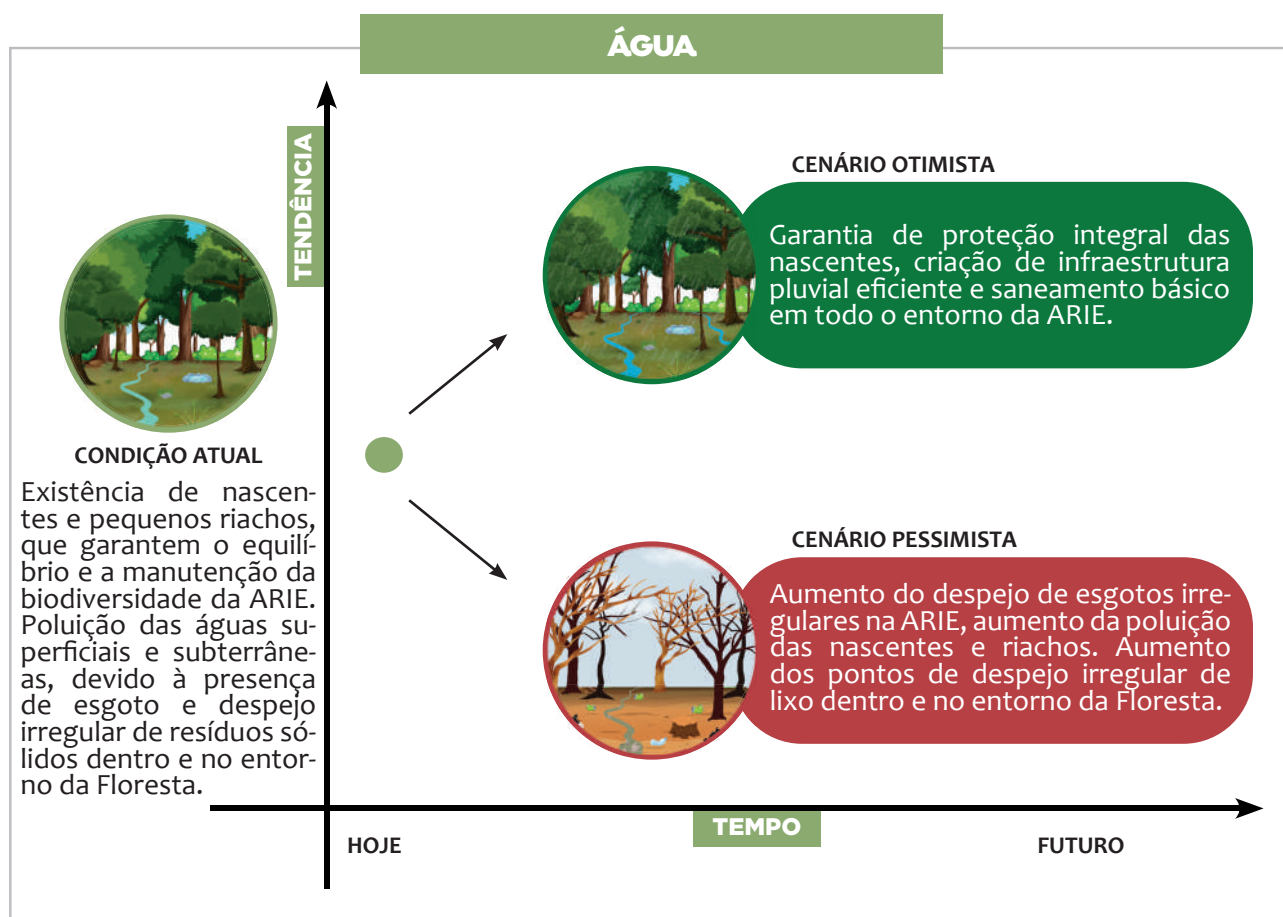 ÁGUA
TENDÊNCIA
CONDIÇÃO ATUAL
Existência de nascen-
tes e pequenos riachos,
que garantem o equilí-
brio e a manutenção da
biodiversidade da ARIE.
Poluição das águas su-
perficiais e subterrâne-
as, devido à presença
de esgoto e despejo
irregular de resíduos só-
lidos dentro e no entor-
no da Floresta.
CENÁRIO OTIMISTA
Garantia de proteção integral das
nascentes, criação de infraestrutura
pluvial eficiente e saneamento básico
em todo o entorno da ARIE.
CENÁRIO PESSIMISTA
Aumento do despejo de esgotos irre-
gulares na ARIE, aumento da poluição
das nascentes e riachos. Aumento
dos pontos de despejo irregular de
lixo dentro e no entorno da Floresta.
TEMPO
HOJE
FUTURO